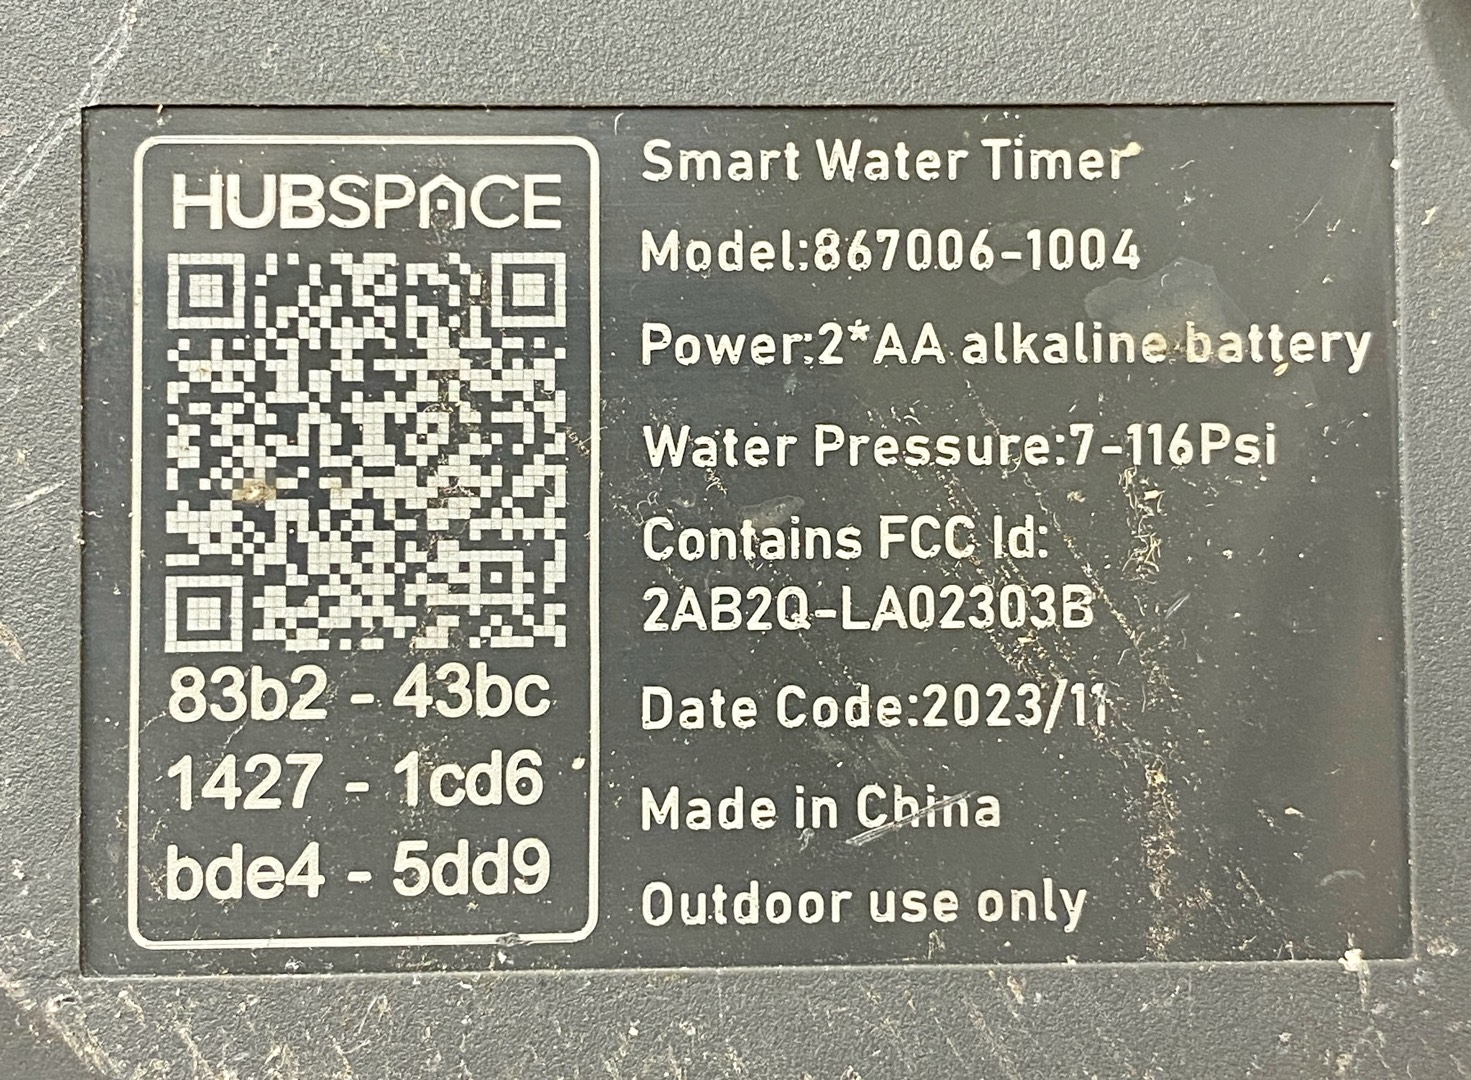 HUBSPACE
83b2 - 43bc
1427 - 1cd6
bde4 - 5dd9
Smart Water Timer
Model:867006-1004
Power:2*AA alkaline battery
Water Pressure:7-116Psi
Contains FCC Id:
2AB2Q-LA02303B
Date Code:2023/11
Made in China
Outdoor use only